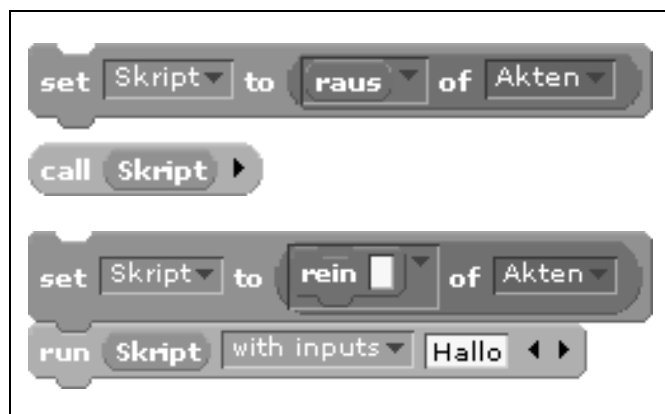 set Skript to raus of Akten
call Skript
set Skript to rein of Akten
run Skript with inputs Hallo